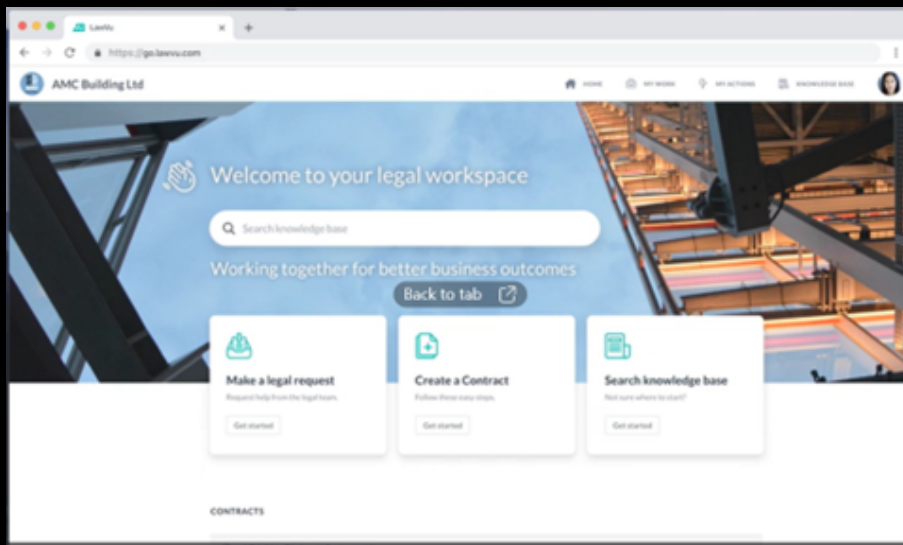 LawVu
https://go.lawvu.com
AMC Building Ltd
HOME MY WORK MY ACTIONS KNOWLEDGE BASE
Welcome to your legal workspace
Search knowledge base
Working together for better business outcomes
Back to tab
Make a legal request
Request help from the legal team.
Get started
Create a Contract
Follow these easy steps.
Get started
Search knowledge base
Not sure where to start?
Get started
CONTRACTS